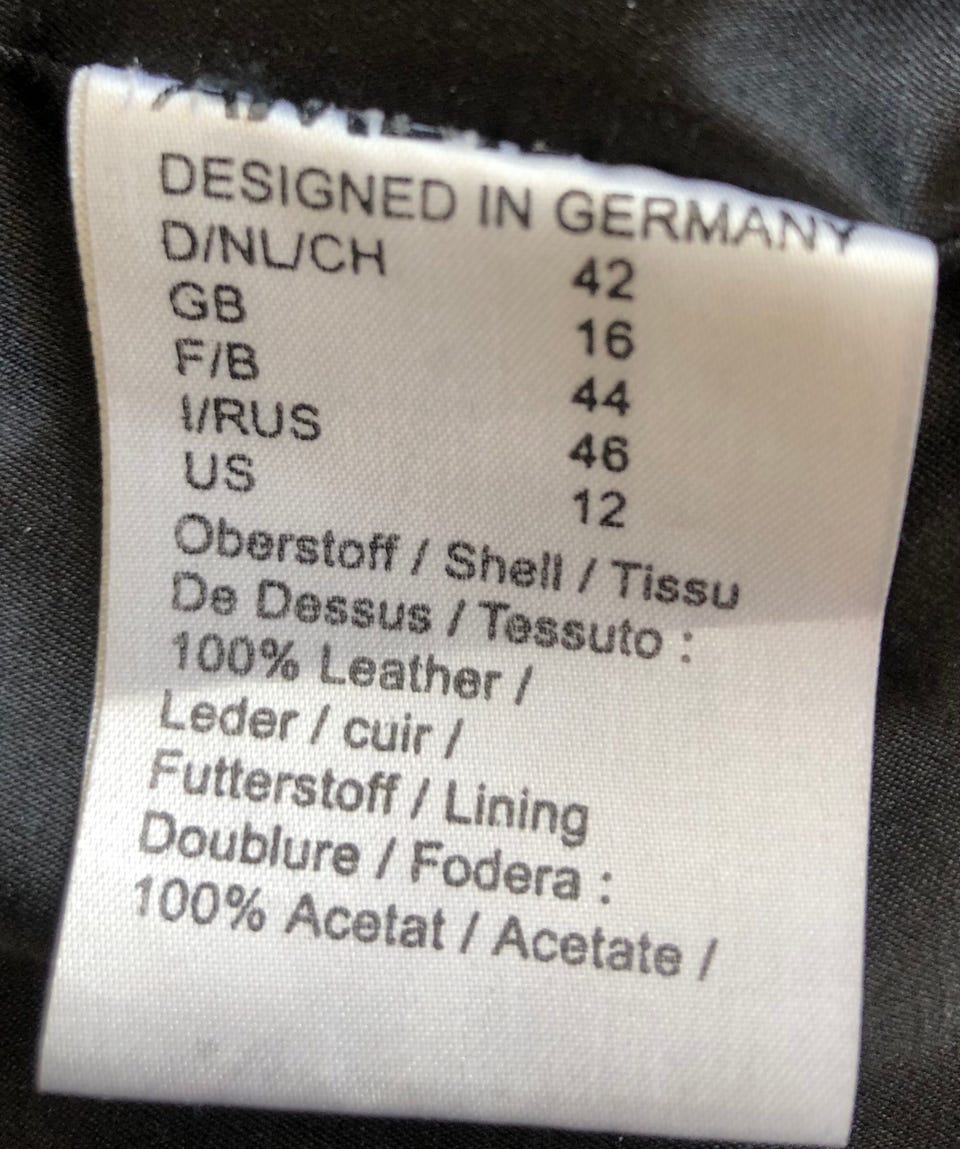 DESIGNED IN GERMANY
D/NL/CH 42
GB 16
F/B 44
I/RUS 46
US 12
Oberstoff / Shell / Tissu
De Dessus / Tessuto :
100% Leather /
Leder / cuir /
Futterstoff / Lining
Doublure / Fodera :
100% Acetat / Acetate /